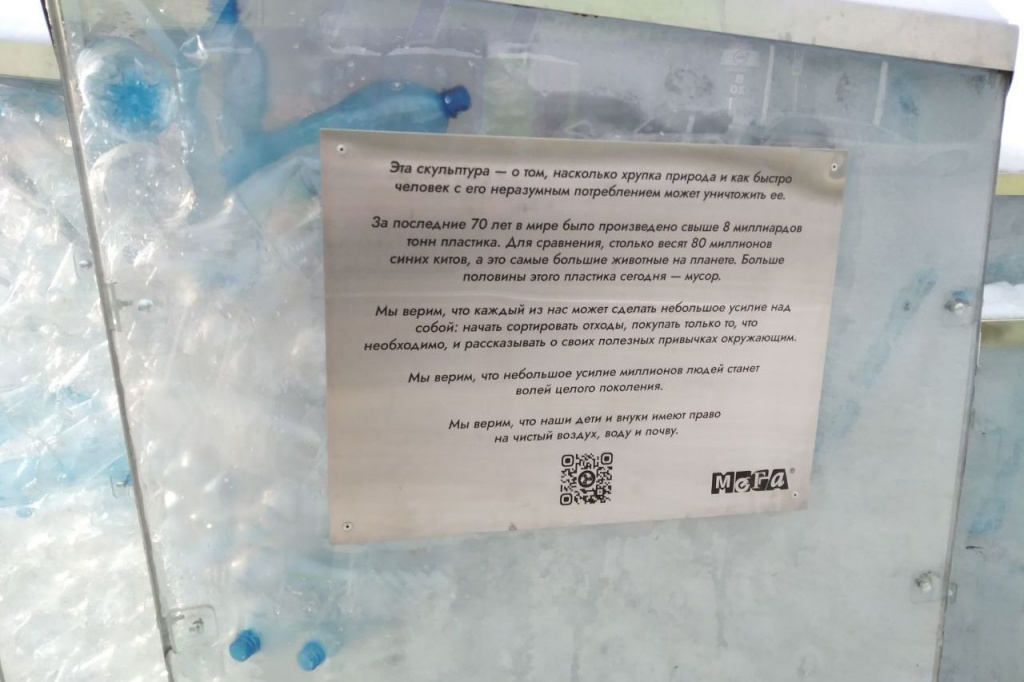 Эта скульптура — о том, насколько хрупка природа и как быстро
человек с его неразумным потреблением может уничтожить ее.
За последние 70 лет в мире было произведено свыше 8 миллиардов
тонн пластика. Для сравнения, столько весят 80 миллионов
синих китов, а это самые большие животные на планете. Больше
половины этого пластика сегодня — мусор.
Мы верим, что каждый из нас может сделать небольшое усилие над
собой: начать сортировать отходы, покупать только то, что
необходимо, и рассказывать о своих полезных привычках окружающим.
Мы верим, что небольшое усилие миллионов людей станет
волей целого поколения.
Мы верим, что наши дети и внуки имеют право
на чистый воздух, воду и почву.
МеГа®